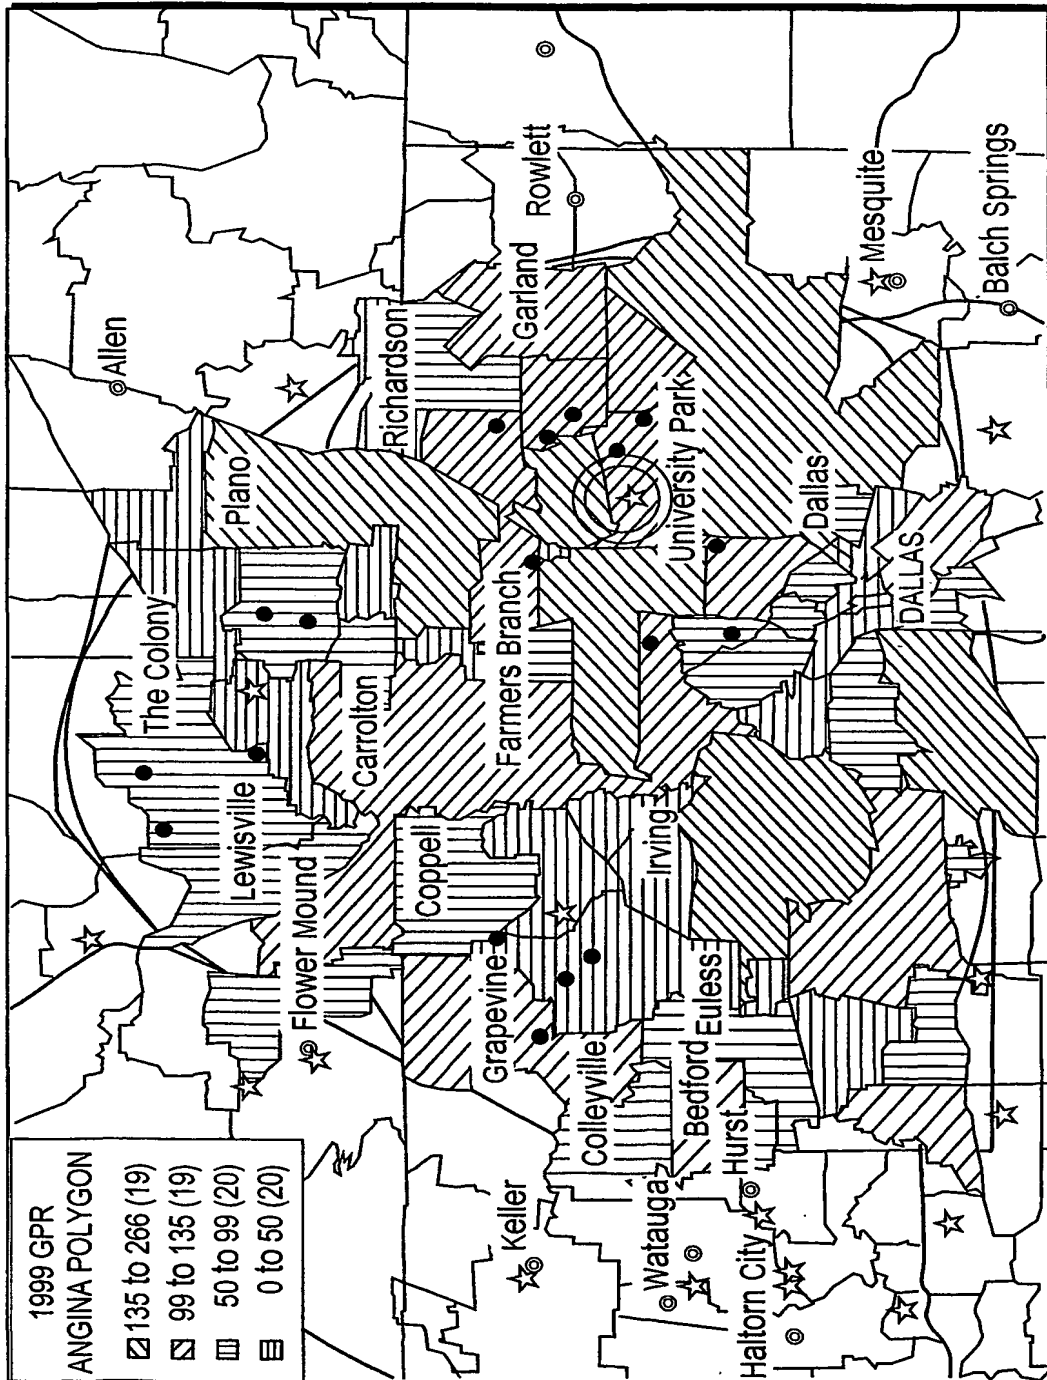 1999 GPR
ANGINA POLYGON
135 to 266 (19)
99 to 135 (19)
50 to 99 (20)
0 to 50 (20)
Allen
Plano
The Colony
Lewisville
Flower Mound
Carrolton
Richardson
Coppell
Grapevine
Farmers Branch
Garland
Rowlett
Keller
Colleyville
Irving
University Park
Watauga
Bedford
Euless
Hurst
Dallas
Mesquite
Haltorn City
DALLAS
Balch Springs